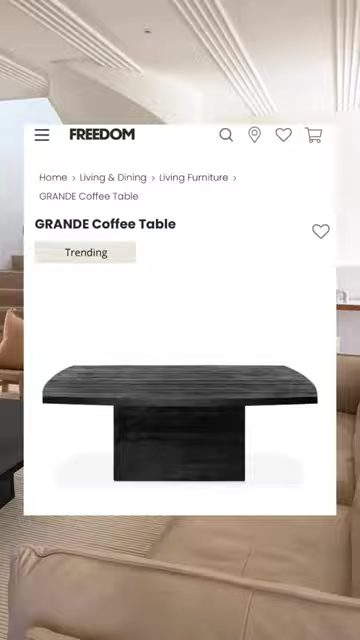 FREEDOM
Home > Living & Dining > Living Furniture >
GRANDE Coffee Table
GRANDE Coffee Table
Trending